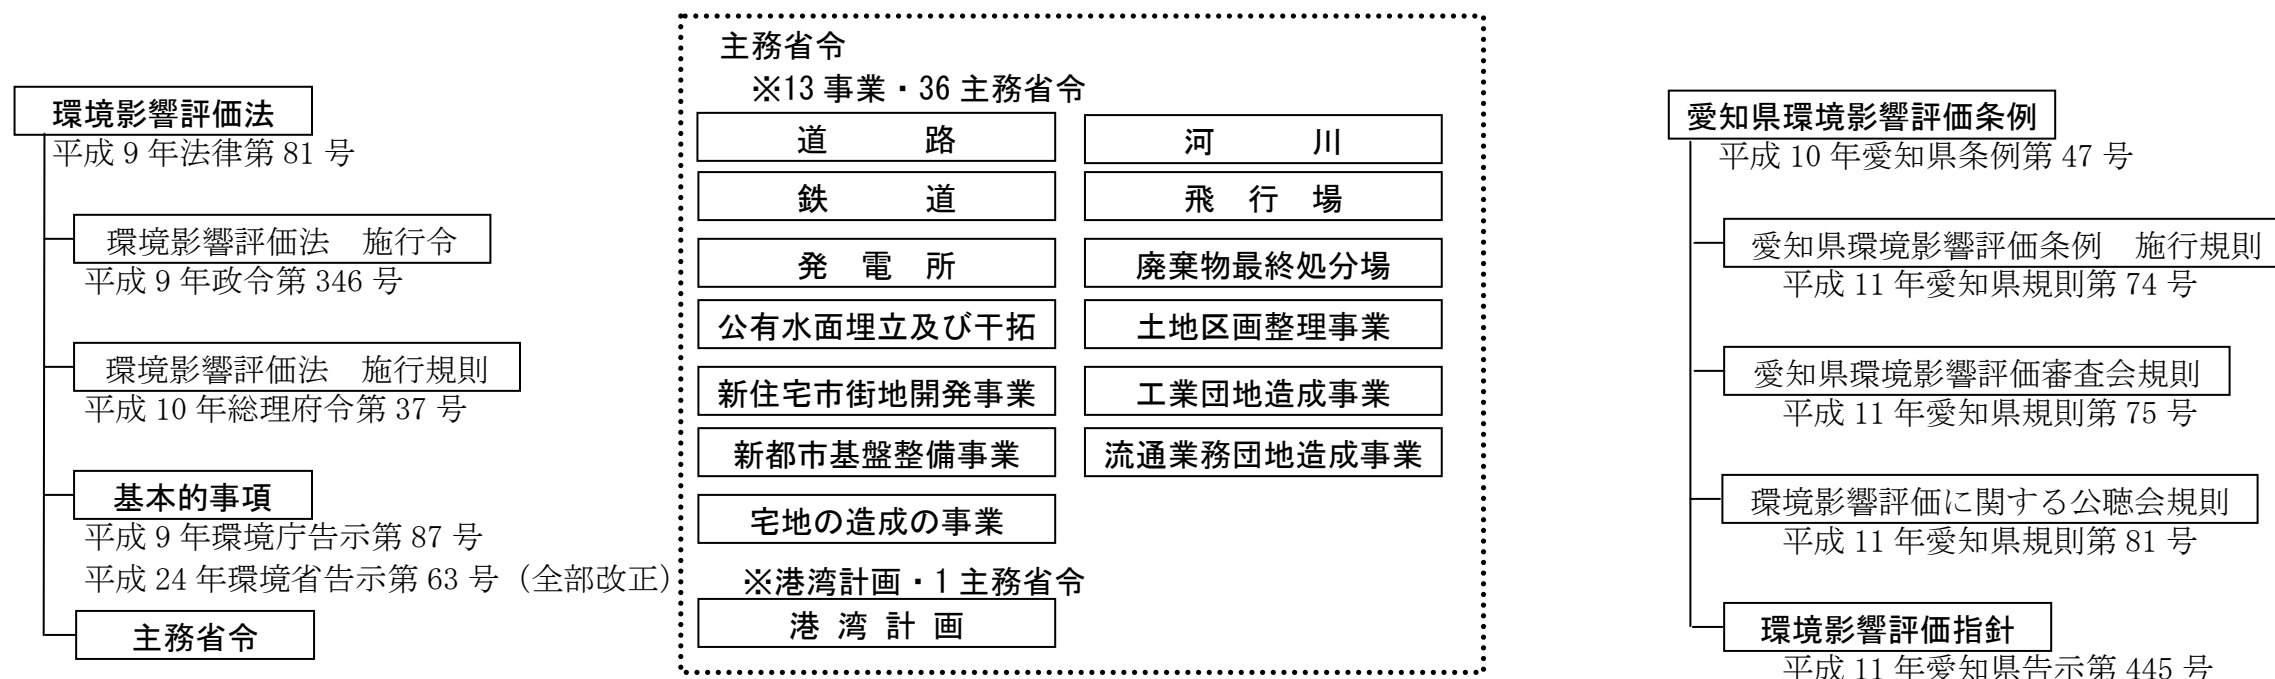 環境影響評価法
平成 9 年法律第 81 号
環境影響評価法　施行令
平成 9 年政令第 346 号
環境影響評価法　施行規則
平成 10 年総理府令第 37 号
基本的事項
平成 9 年環境庁告示第 87 号
平成 24 年環境省告示第 63 号（全部改正）
主務省令
主務省令
※13 事業・36 主務省令
道　路
河　川
鉄　道
飛 行 場
発 電 所
廃棄物最終処分場
公有水面埋立及び干拓
土地区画整理事業
新住宅市街地開発事業
工業団地造成事業
新都市基盤整備事業
流通業務団地造成事業
宅地の造成の事業
※港湾計画・1 主務省令
港 湾 計 画
愛知県環境影響評価条例
平成 10 年愛知県条例第 47 号
愛知県環境影響評価条例　施行規則
平成 11 年愛知県規則第 74 号
愛知県環境影響評価審査会規則
平成 11 年愛知県規則第 75 号
環境影響評価に関する公聴会規則
平成 11 年愛知県規則第 81 号
環境影響評価指針
平成 11 年愛知県告示第 445 号